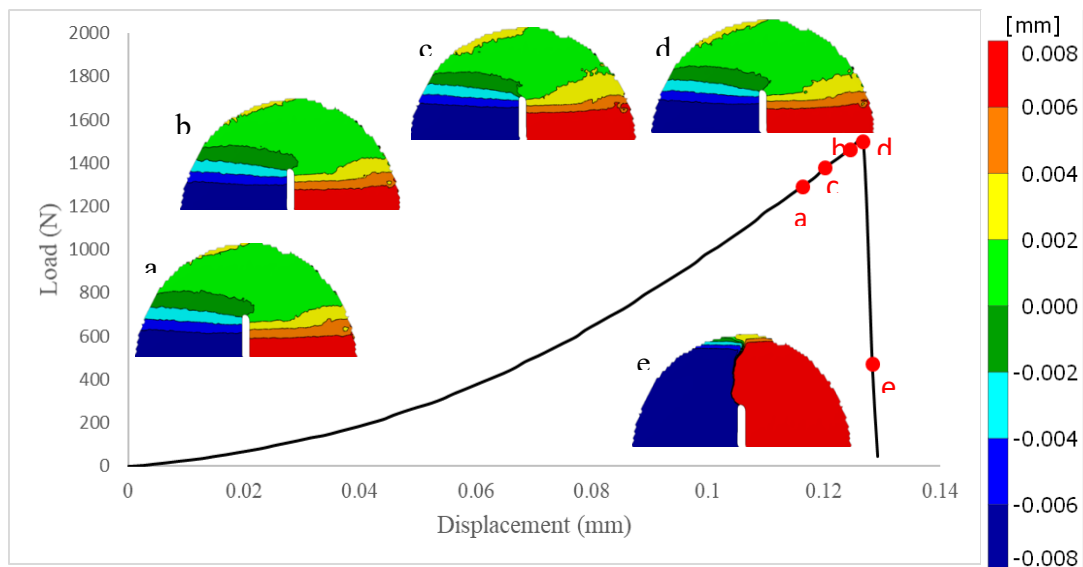 [mm]
2000
1800
1600
1400
1200
1000
800
600
400
200
0
Load (N)
0
0.02
0.04
0.06
0.08
0.1
0.12
0.14
Displacement (mm)
a
b
c
d
e
a
c
b
d
e
0.008
0.006
0.004
0.002
0.000
-0.002
-0.004
-0.006
-0.008